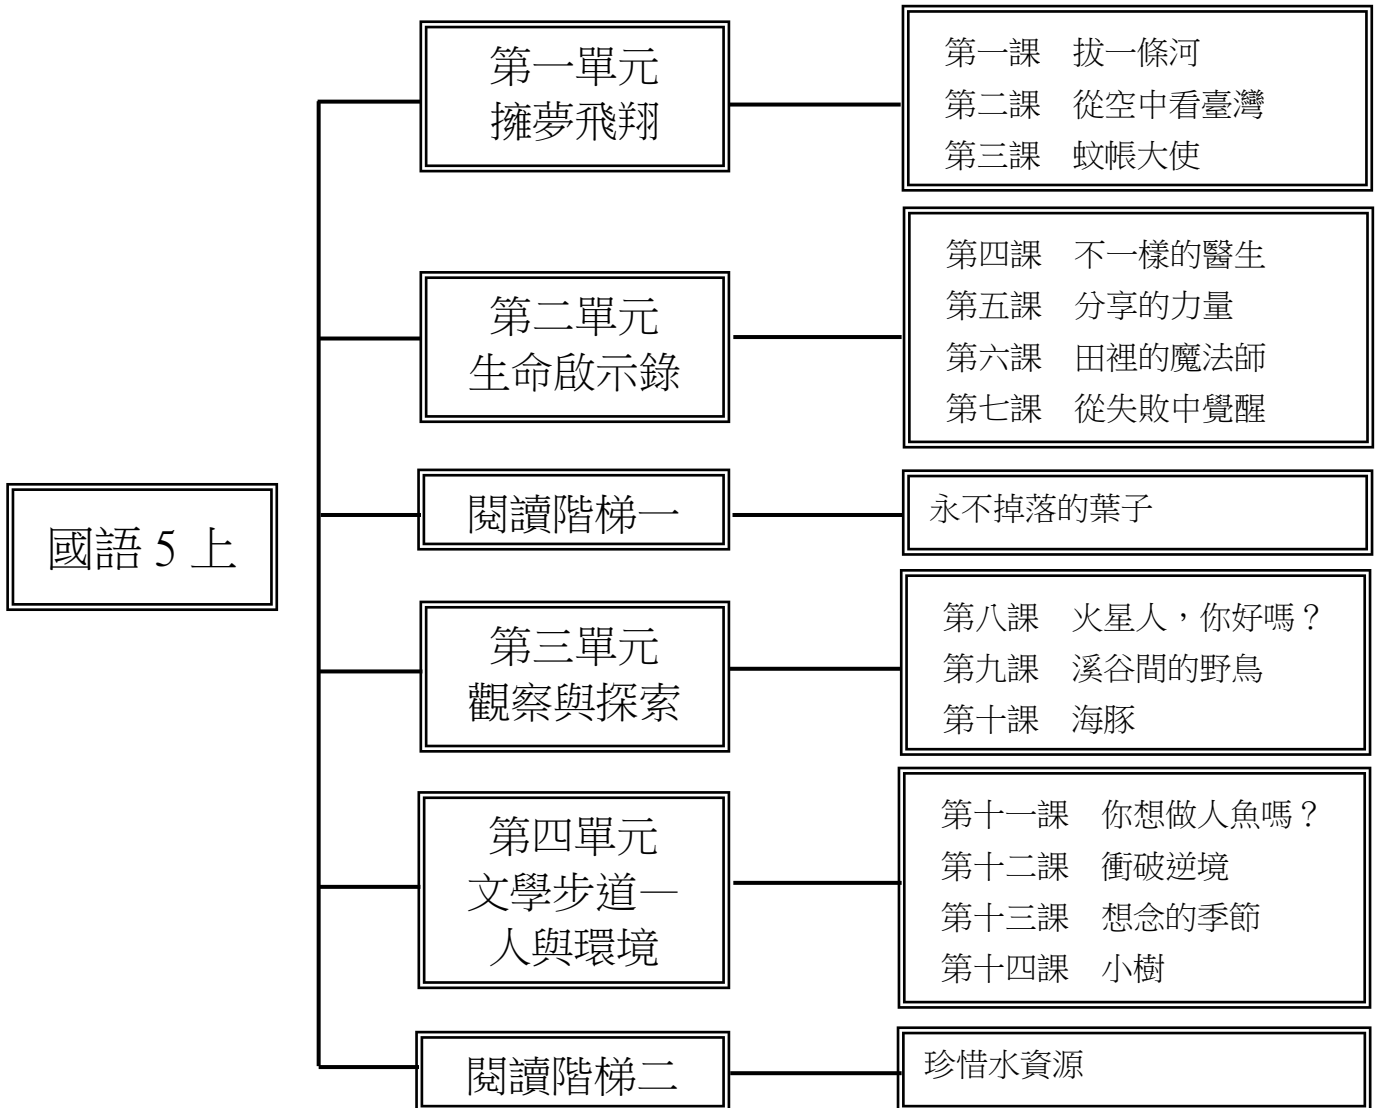 國語 5 上
第一單元
擁夢飛翔
第一課　拔一條河
第二課　從空中看臺灣
第三課　蚊帳大使
第二單元
生命啟示錄
第四課　不一樣的醫生
第五課　分享的力量
第六課　田裡的魔法師
第七課　從失敗中覺醒
閱讀階梯一
永不掉落的葉子
第三單元
觀察與探索
第八課　火星人，你好嗎？
第九課　溪谷間的野鳥
第十課　海豚
第四單元
文學步道—
人與環境
第十一課　你想做人魚嗎？
第十二課　衝破逆境
第十三課　想念的季節
第十四課　小樹
閱讀階梯二
珍惜水資源